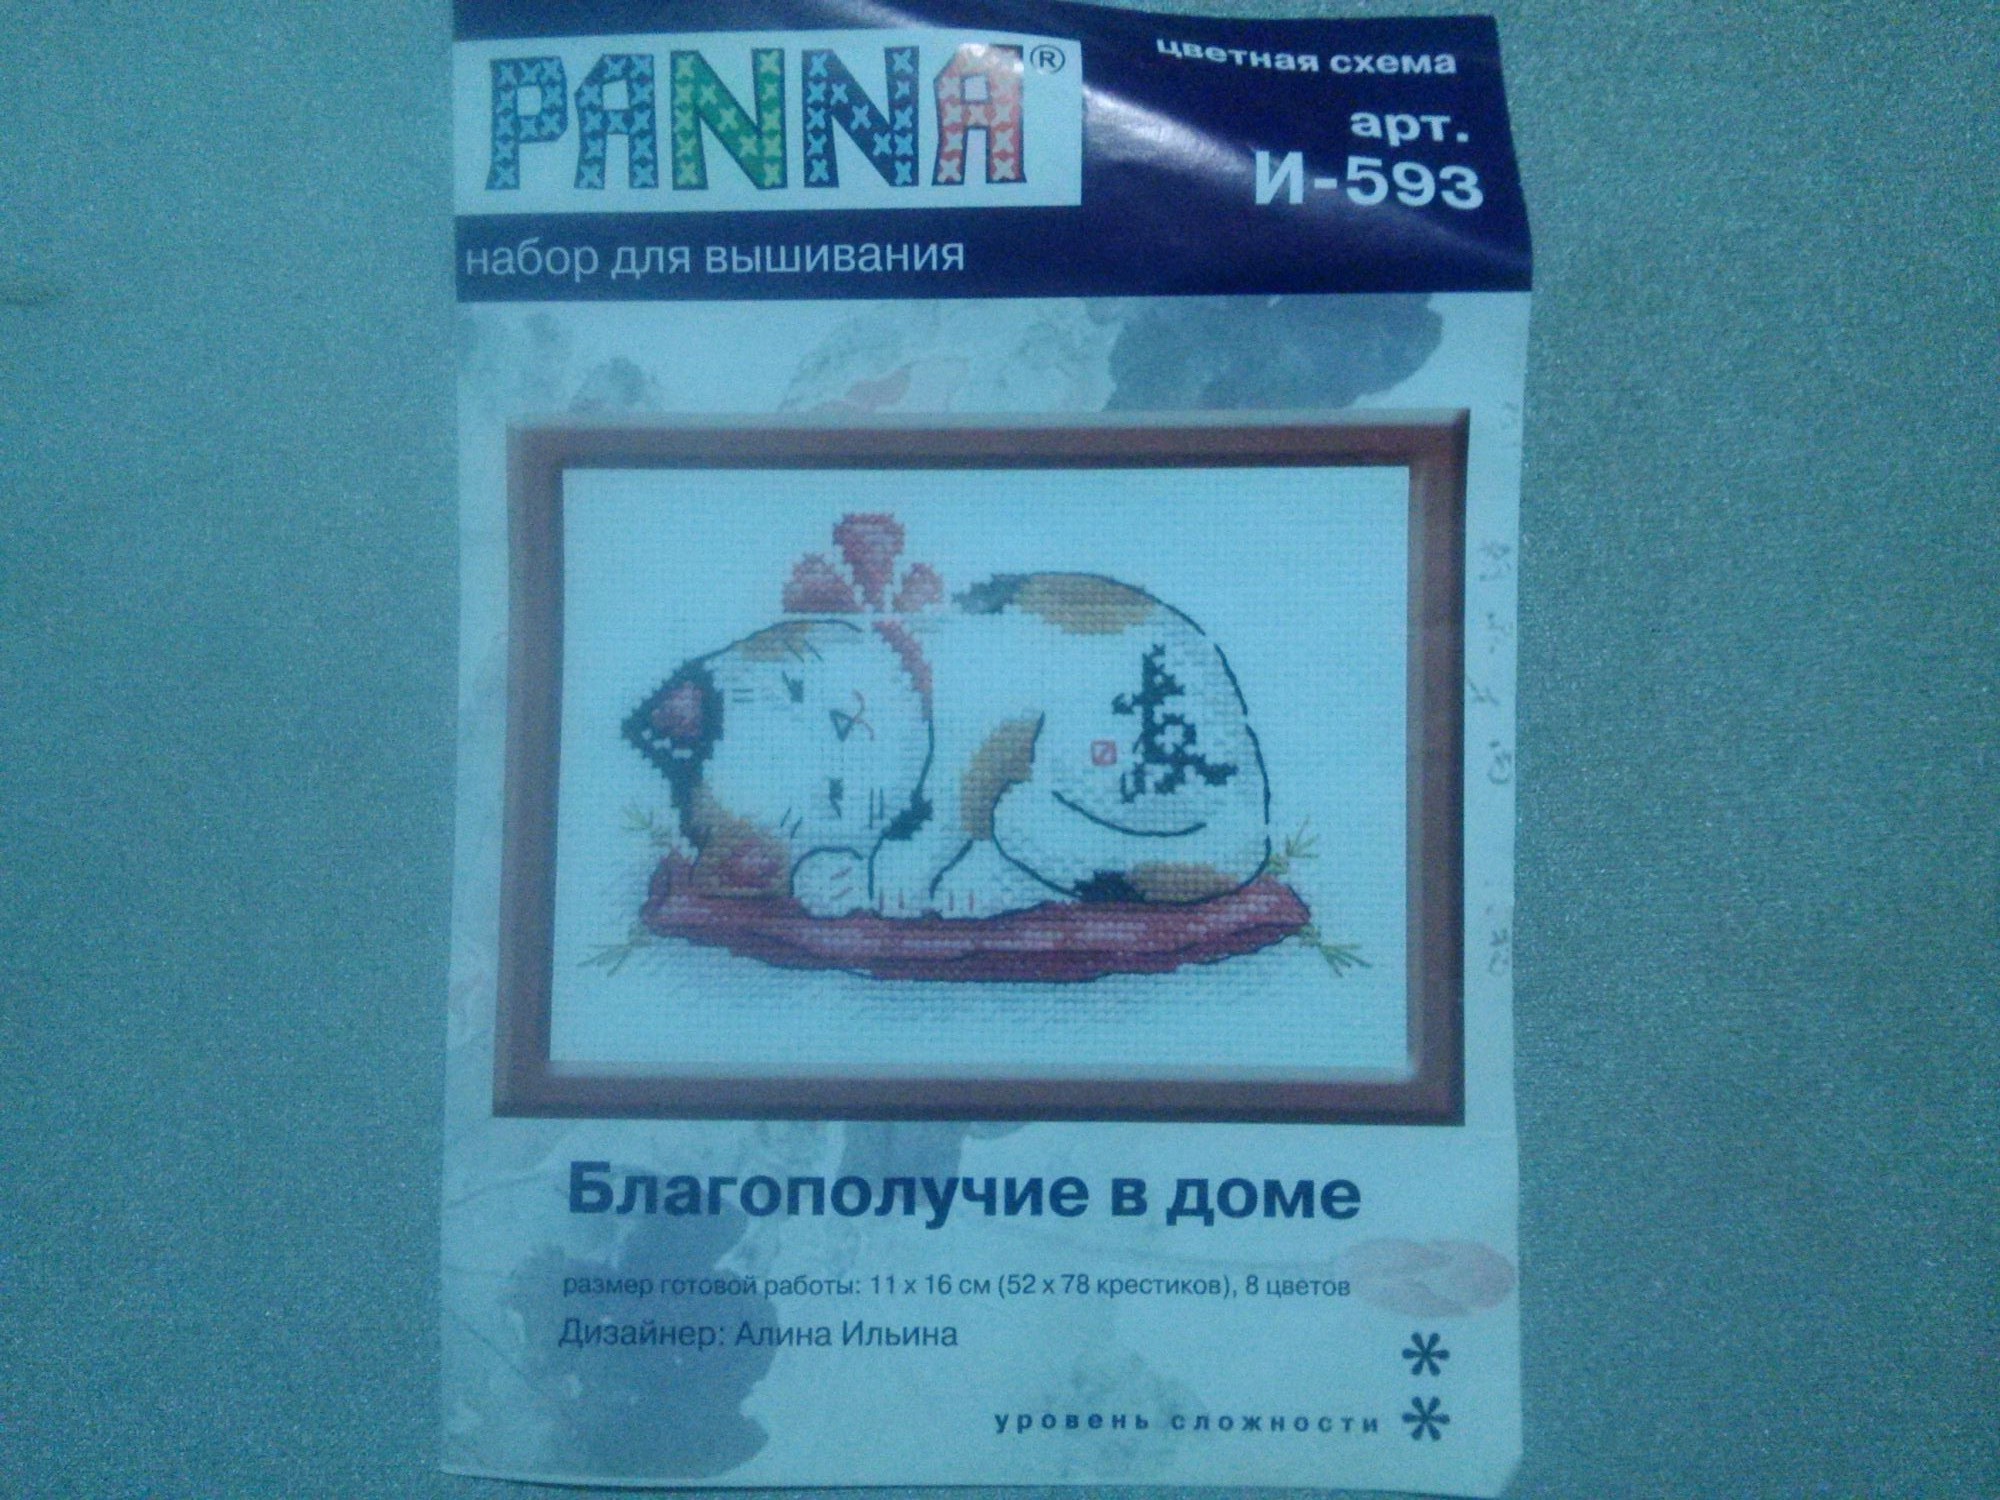 PANNA®
цветная схема
арт.
И-593
набор для вышивания
Благополучие в доме
размер готовой работы: 11 х 16 см (52 х 78 крестиков), 8 цветов
Дизайнер: Алина Ильина
уровень сложности **